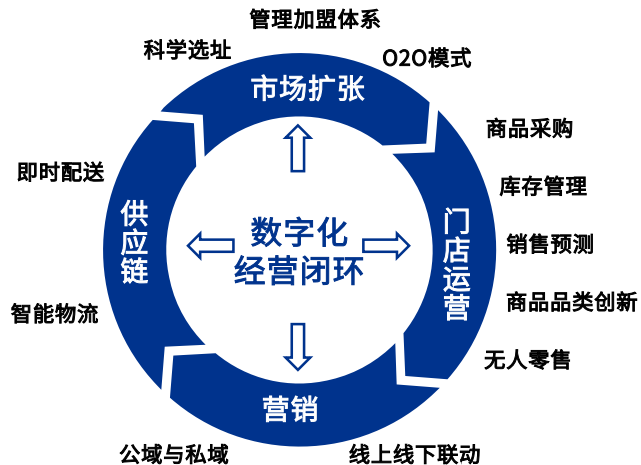 管理加盟体系
科学选址
O2O模式
市场扩张
商品采购
即时配送
库存管理
供应链
数字化
经营闭环
门店运营
销售预测
智能物流
商品品类创新
无人零售
营销
公域与私域
线上线下联动